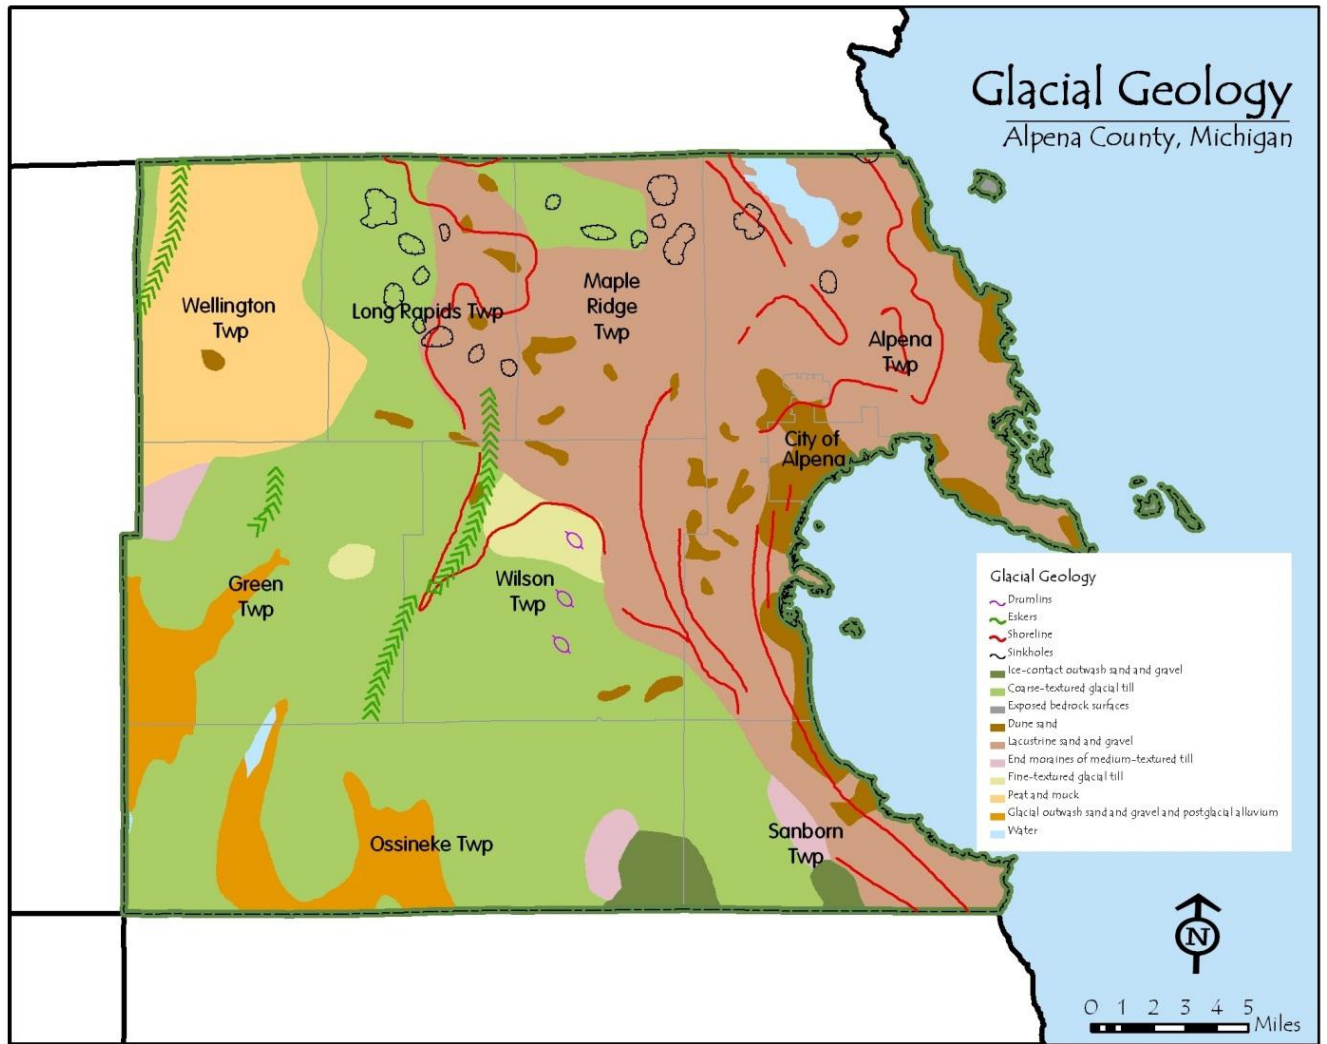 Glacial Geology
Alpena County, Michigan
Wellington
Twp
Long Rapids Twp
Maple
Ridge
Twp
Alpena
Twp
City of
Alpena
Green
Twp
Wilson
Twp
Ossineke Twp
Sanborn
Twp
Glacial Geology
Drumlins
Eskers
Shoreline
Sinkholes
Ice-contact outwash sand and gravel
Coarse-textured glacial till
Exposed bedrock surfaces
Dune sand
Lacustrine sand and gravel
End moraines of medium-textured till
Fine-textured glacial till
Peat and muck
Glacial outwash sand and gravel and postglacial alluvium
Water
N
0 1 2 3 4 5
Miles